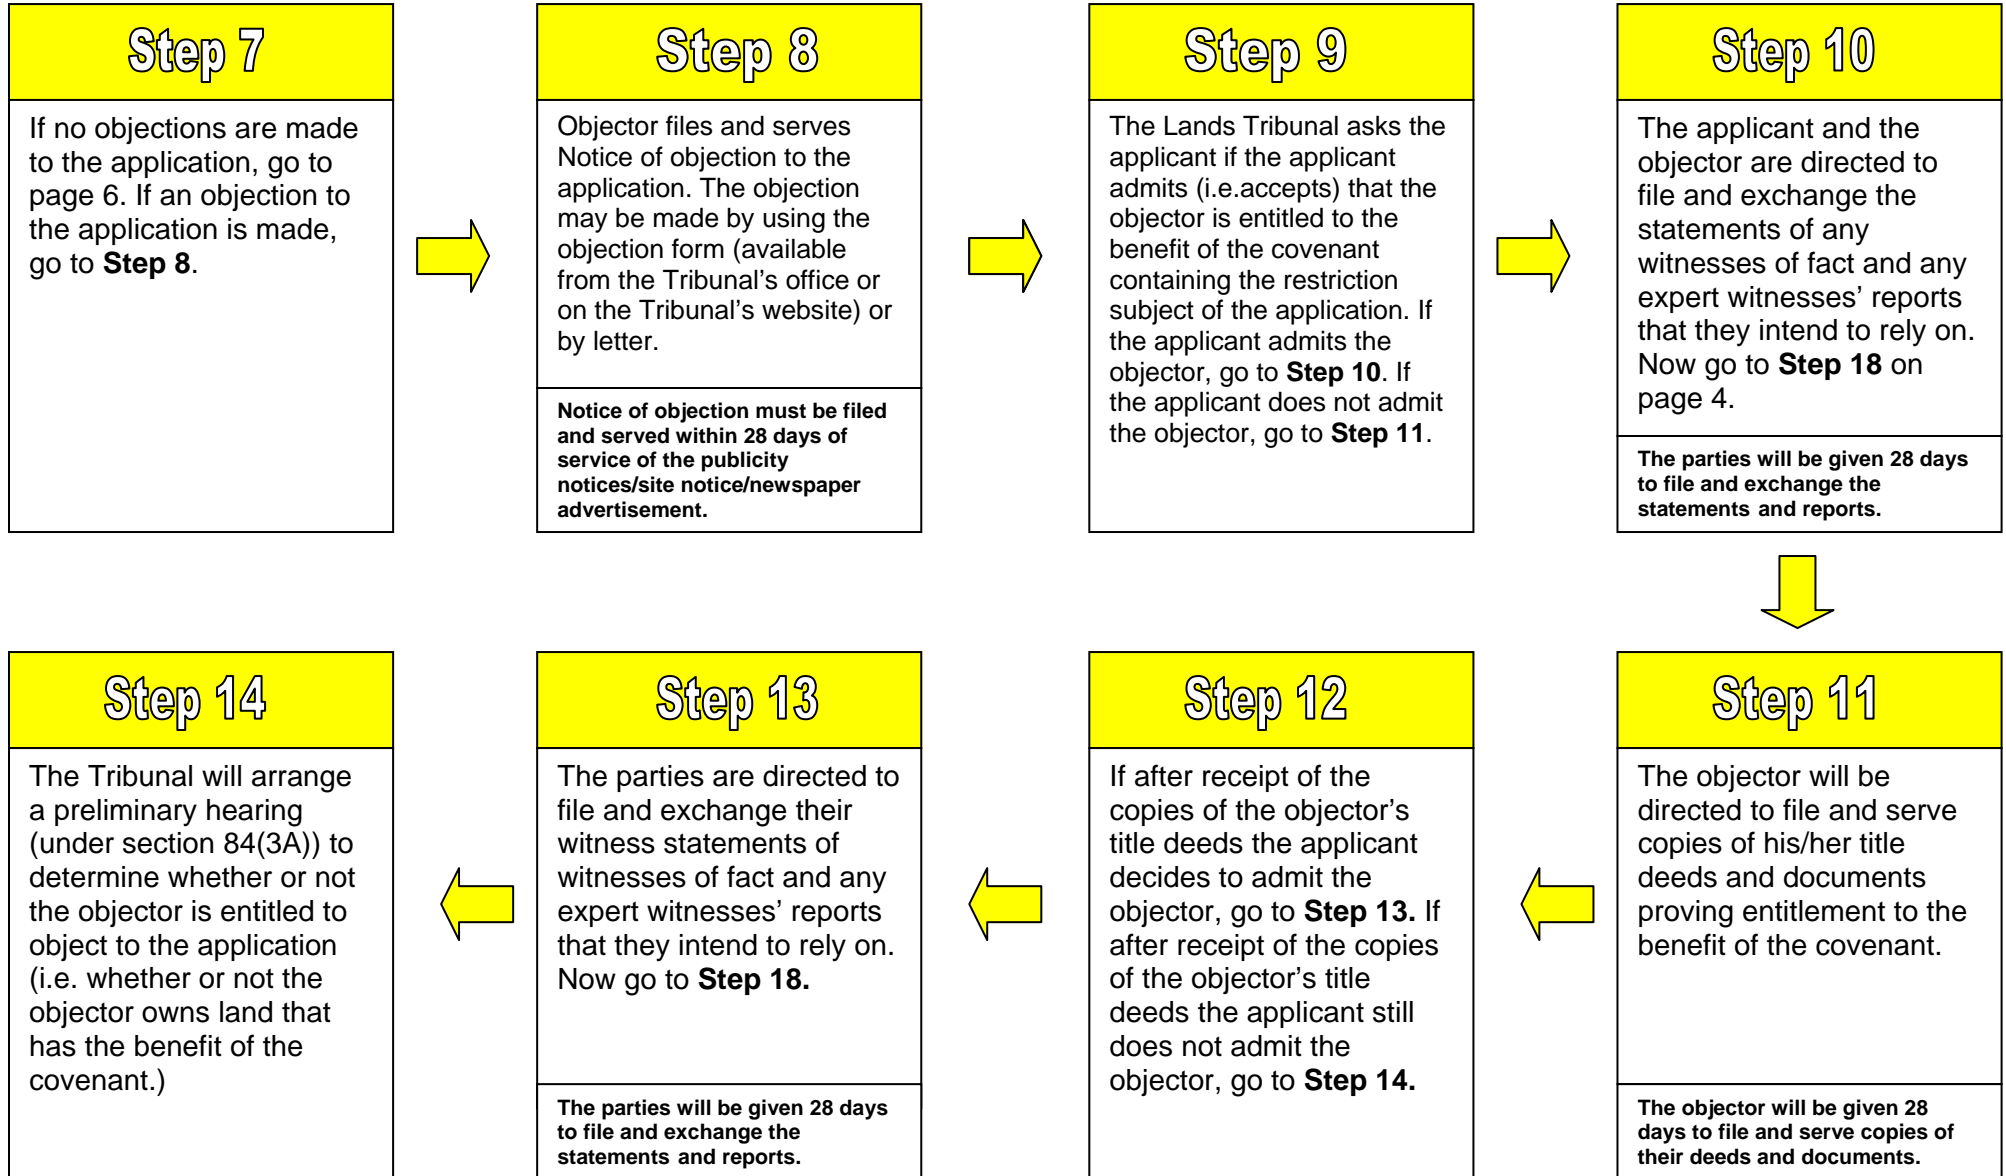 Step 7
If no objections are made
to the application, go to
page 6. If an objection to
the application is made,
go to Step 8.
Step 8
Objector files and serves
Notice of objection to the
application. The objection
may be made by using the
objection form (available
from the Tribunal's office or
on the Tribunal's website) or
by letter.
Notice of objection must be filed
and served within 28 days of
service of the publicity
notices/site notice/newspaper
advertisement.
Step 9
The Lands Tribunal asks the
applicant if the applicant
admits (i.e.accepts) that the
objector is entitled to the
benefit of the covenant
containing the restriction
subject of the application. If
the applicant admits the
objector, go to Step 10. If
the applicant does not admit
the objector, go to Step 11.
Step 10
The applicant and the
objector are directed to
file and exchange the
statements of any
witnesses of fact and any
expert witnesses' reports
that they intend to rely on.
Now go to Step 18 on
page 4.
The parties will be given 28 days
to file and exchange the
statements and reports.
Step 11
The objector will be
directed to file and serve
copies of his/her title
deeds and documents
proving entitlement to the
benefit of the covenant.
The objector will be given 28
days to file and serve copies of
their deeds and documents.
Step 12
If after receipt of the
copies of the objector's
title deeds the applicant
decides to admit the
objector, go to Step 13. If
after receipt of the copies
of the objector's title
deeds the applicant still
does not admit the
objector, go to Step 14.
Step 13
The parties are directed to
file and exchange their
witness statements of
witnesses of fact and any
expert witnesses' reports
that they intend to rely on.
Now go to Step 18.
The parties will be given 28 days
to file and exchange the
statements and reports.
Step 14
The Tribunal will arrange
a preliminary hearing
(under section 84(3A)) to
determine whether or not
the objector is entitled to
object to the application
(i.e. whether or not the
objector owns land that
has the benefit of the
covenant.)